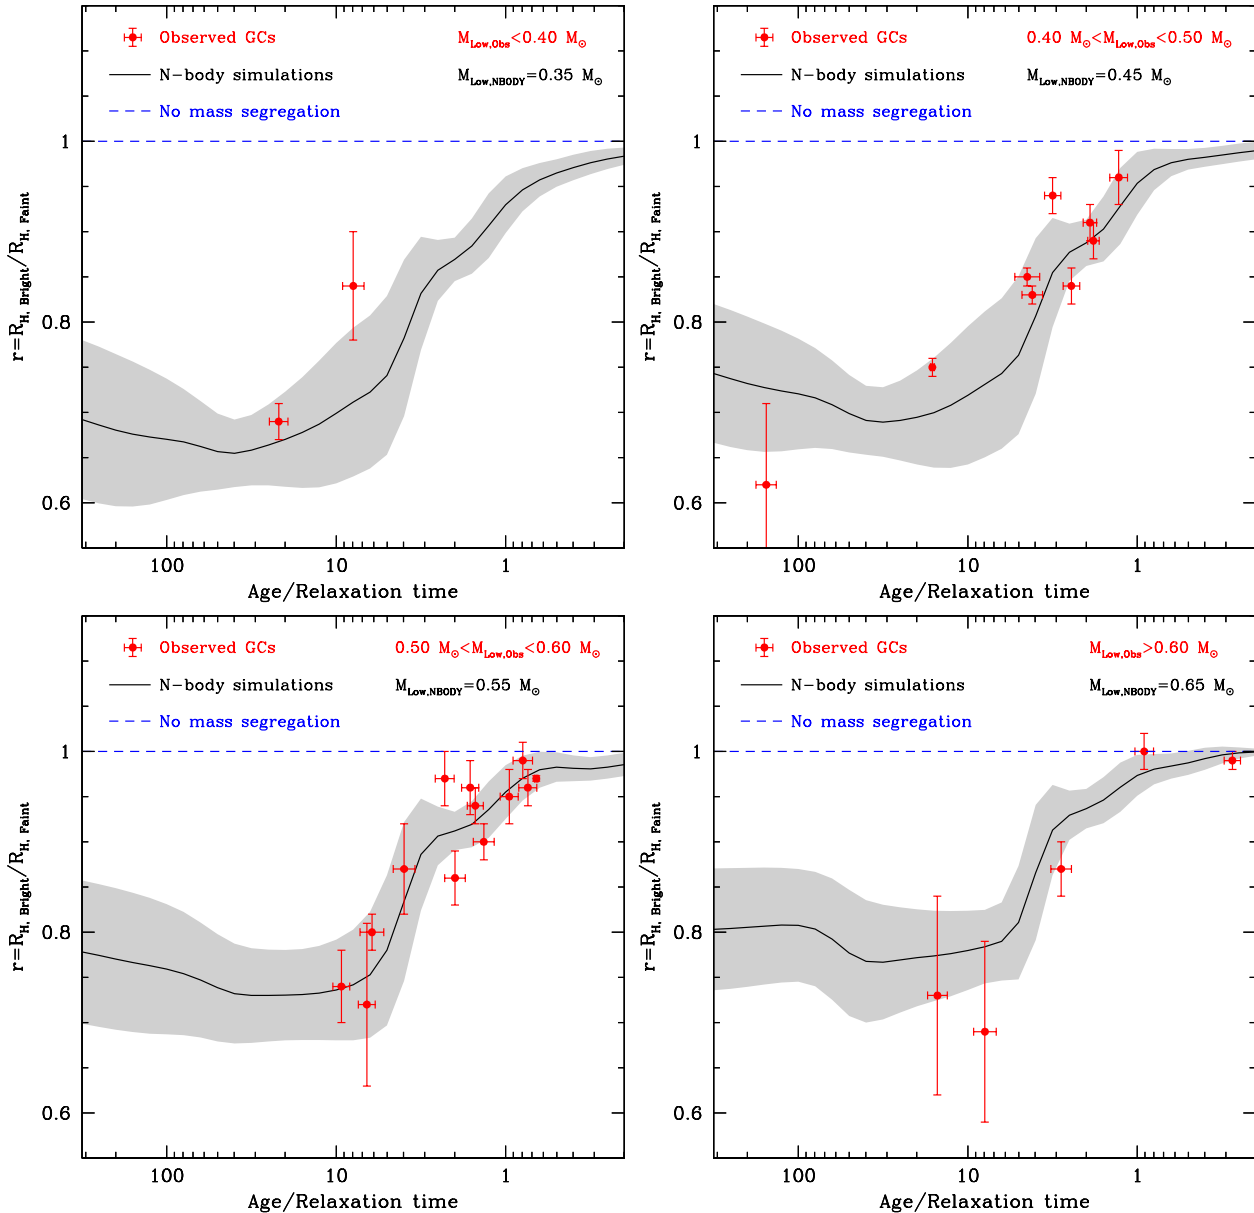 Observed GCs M_Low,Obs<0.40 M_⊙
N-body simulations M_Low,NBODY=0.35 M_⊙
No mass segregation
1
0.8
0.6
r=R_H, Bright/R_H, Faint
100 10 1
Age/Relaxation time
Observed GCs 0.40 M_⊙<M_Low,Obs<0.50 M_⊙
N-body simulations M_Low,NBODY=0.45 M_⊙
No mass segregation
1
0.8
0.6
r=R_H, Bright/R_H, Faint
100 10 1
Age/Relaxation time
Observed GCs 0.50 M_⊙<M_Low,Obs<0.60 M_⊙
N-body simulations M_Low,NBODY=0.55 M_⊙
No mass segregation
1
0.8
0.6
r=R_H, Bright/R_H, Faint
100 10 1
Age/Relaxation time
Observed GCs M_Low,Obs>0.60 M_⊙
N-body simulations M_Low,NBODY=0.65 M_⊙
No mass segregation
1
0.8
0.6
r=R_H, Bright/R_H, Faint
100 10 1
Age/Relaxation time